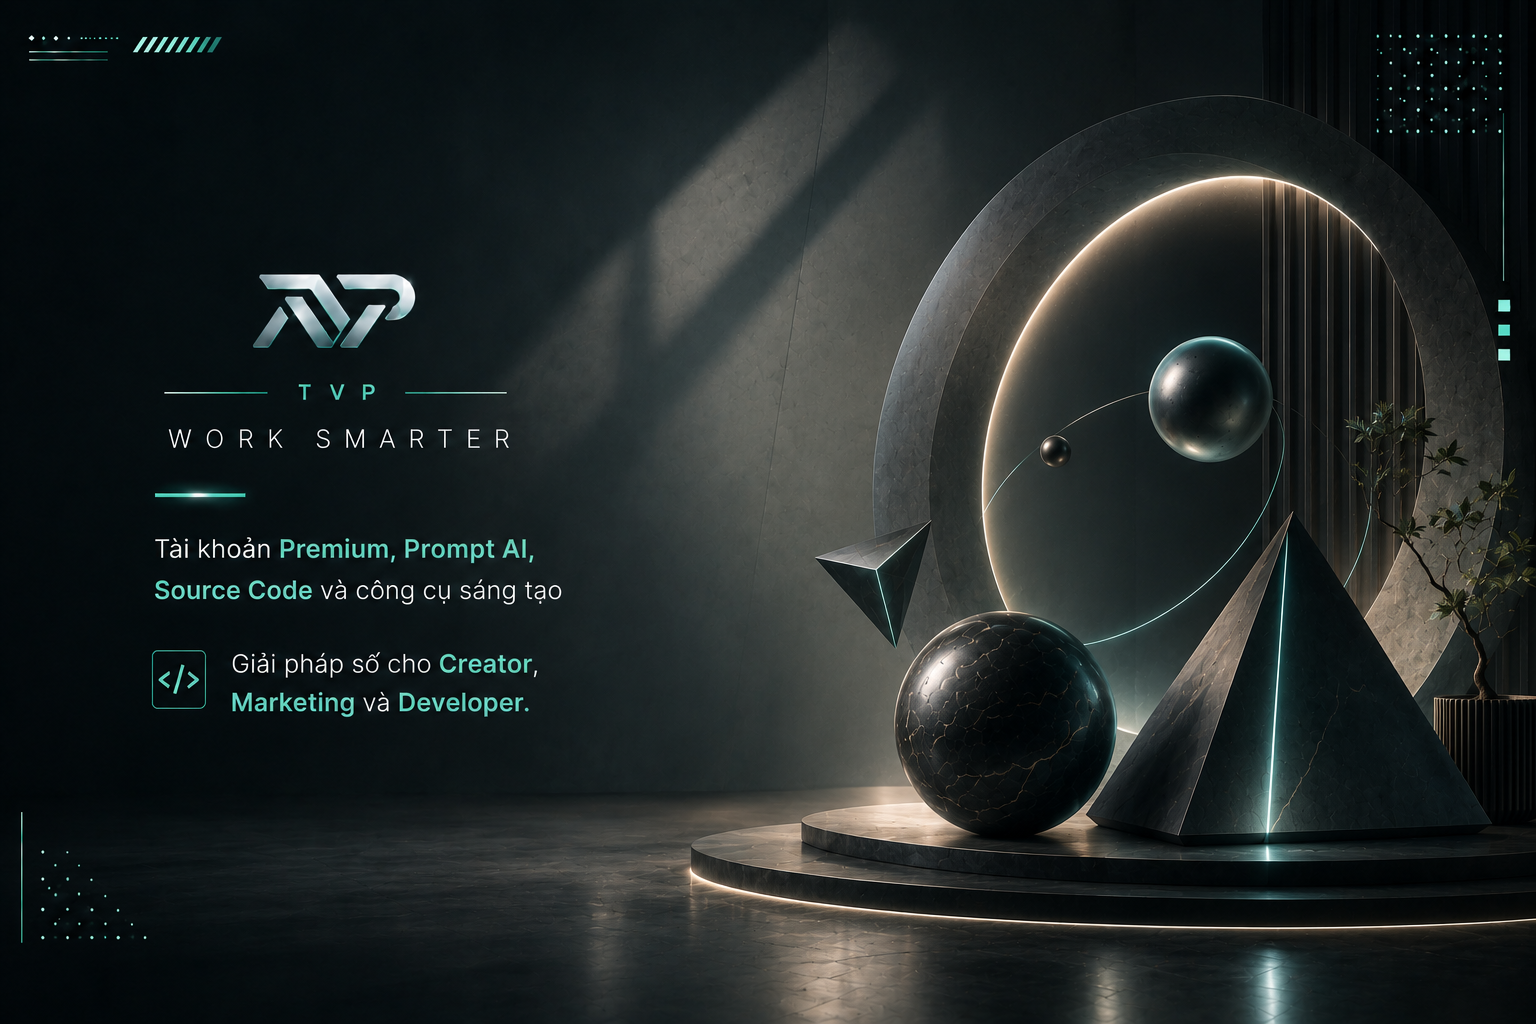 TVP
TVP
WORK SMARTER
Tài khoản Premium, Prompt AI,
Source Code và công cụ sáng tạo
</>
Giải pháp số cho Creator,
Marketing và Developer.